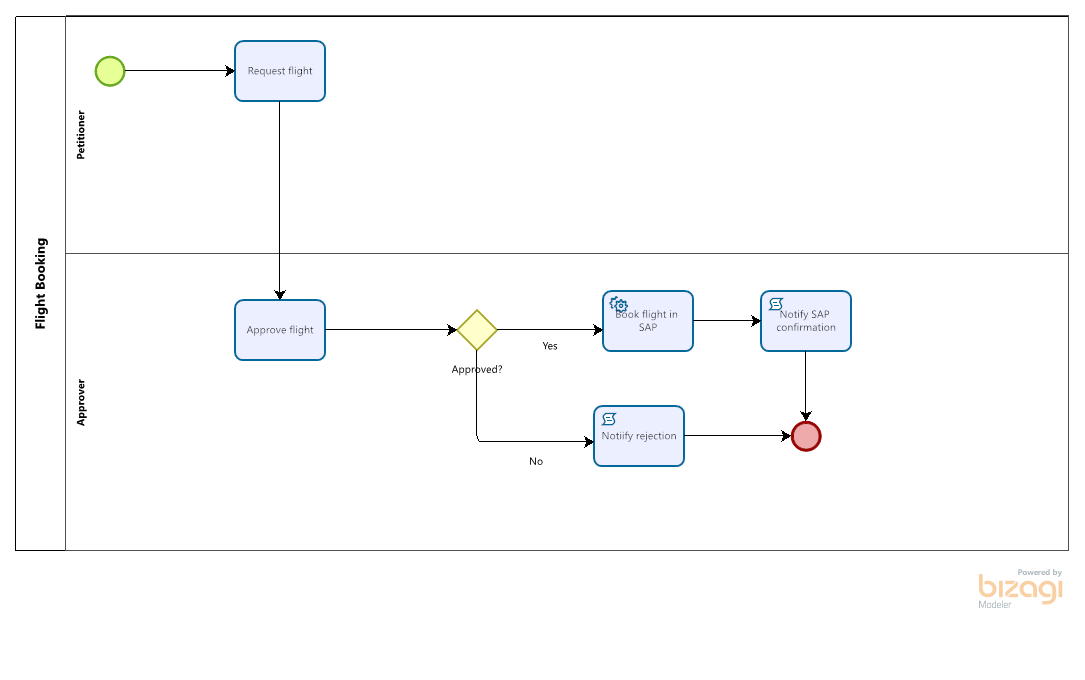 Flight Booking
Petitioner
Request flight
Approver
Approve flight
Approved?
Yes
No
Book flight in
SAP
Notify SAP
confirmation
Notiify rejection
Powered by
bizagi
Modeler